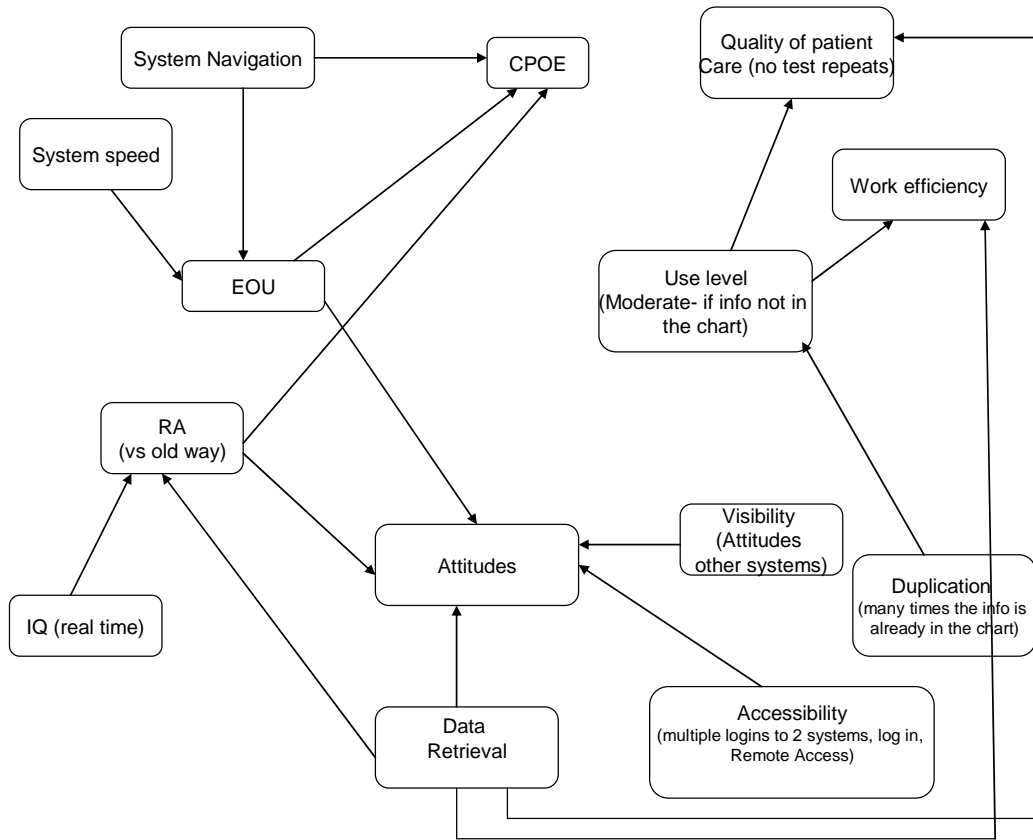 System Navigation
CPOE
Quality of patient
Care (no test repeats)
System speed
Work efficiency
EOU
Use level
(Moderate- if info not in
the chart)
RA
(vs old way)
Visibility
(Attitudes
other systems)
Attitudes
Duplication
(many times the info is
already in the chart)
IQ (real time)
Accessibility
(multiple logins to 2 systems, log in,
Remote Access)
Data
Retrieval